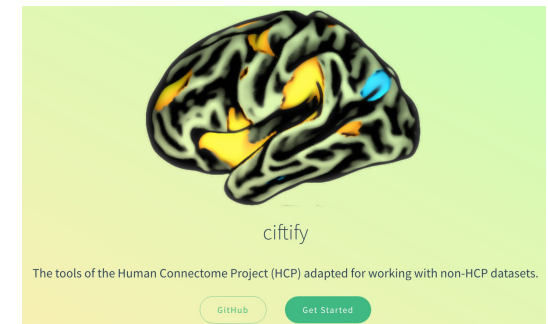 ciftify
The tools of the Human Connectome Project (HCP) adapted for working with non-HCP datasets.
GitHub
Get Started